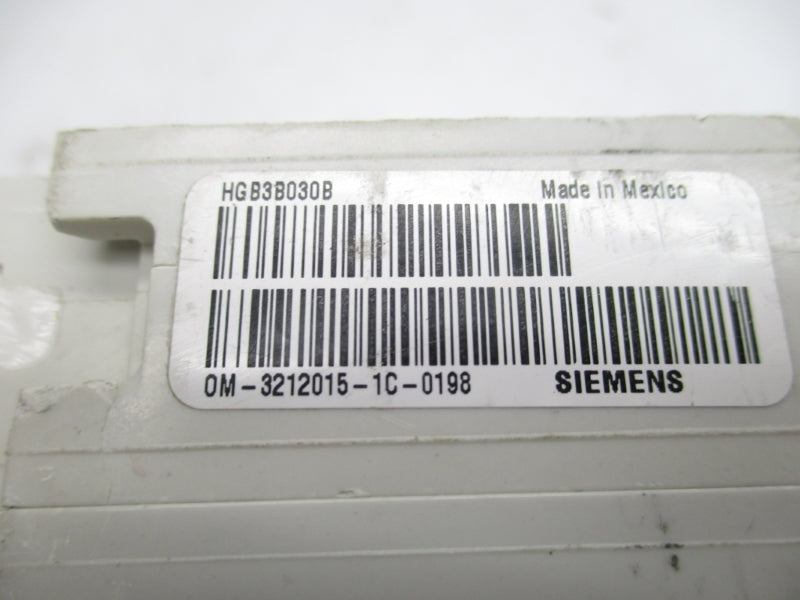 HGB3B030B Made In Mexico
OM-3212015-1C-0198 SIEMENS